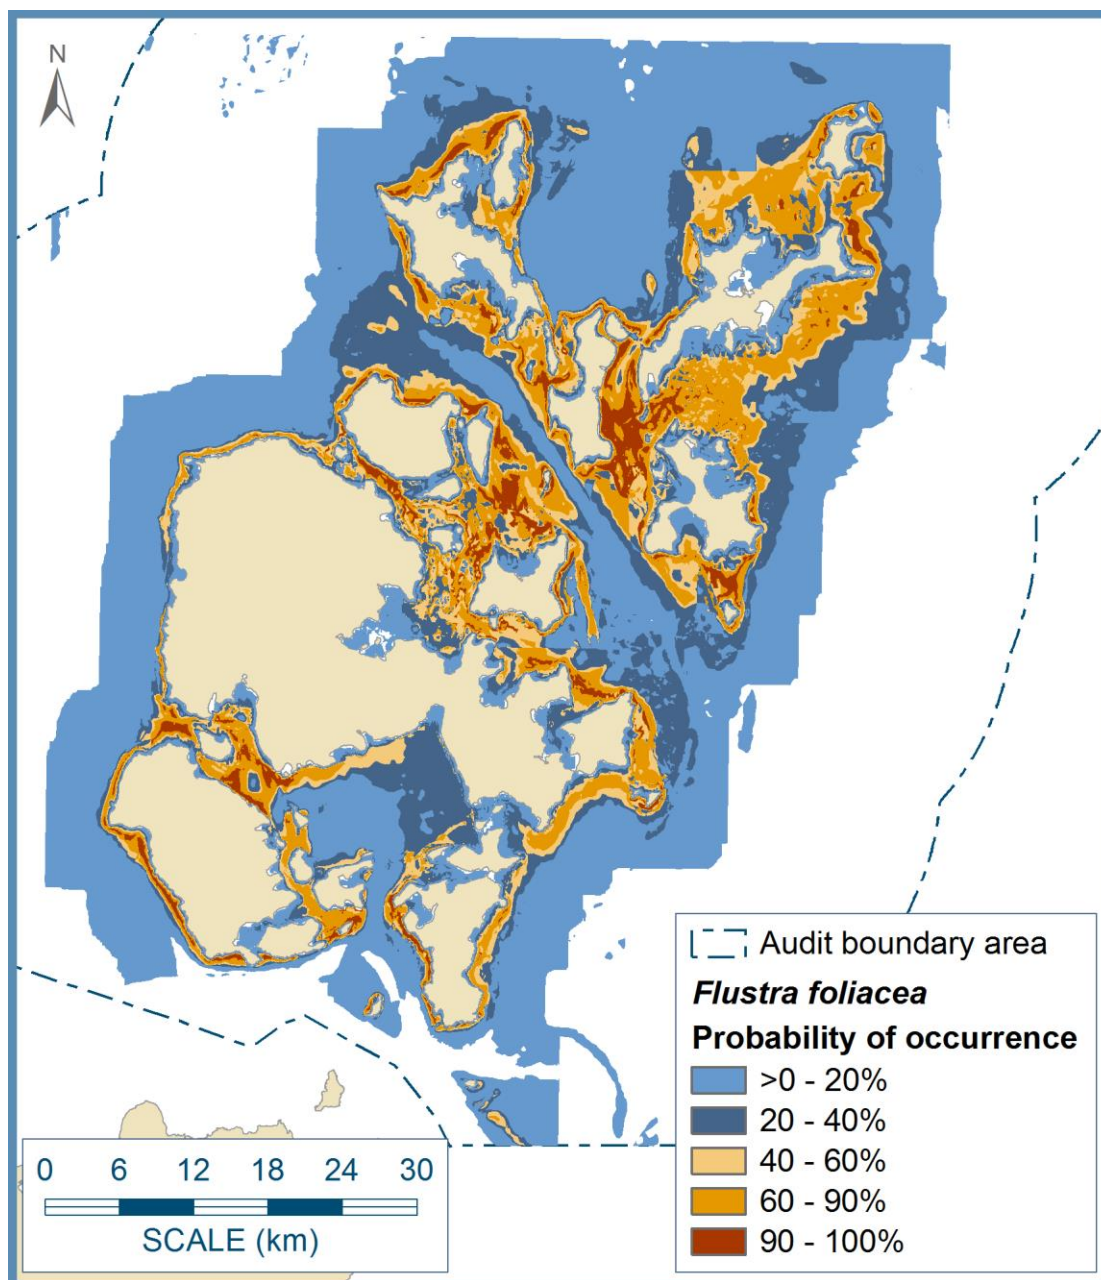 N
Audit boundary area
Flustra foliacea
Probability of occurrence
>0 - 20%
20 - 40%
40 - 60%
60 - 90%
90 - 100%
0 6 12 18 24 30
SCALE (km)